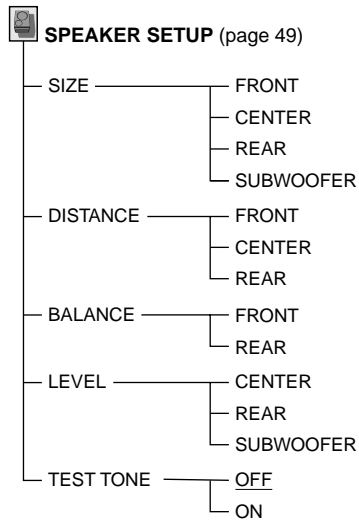 SPEAKER SETUP (page 49)
SIZE FRONT
CENTER
REAR
SUBWOOFER
DISTANCE FRONT
CENTER
REAR
BALANCE FRONT
REAR
LEVEL CENTER
REAR
SUBWOOFER
TEST TONE OFF
ON